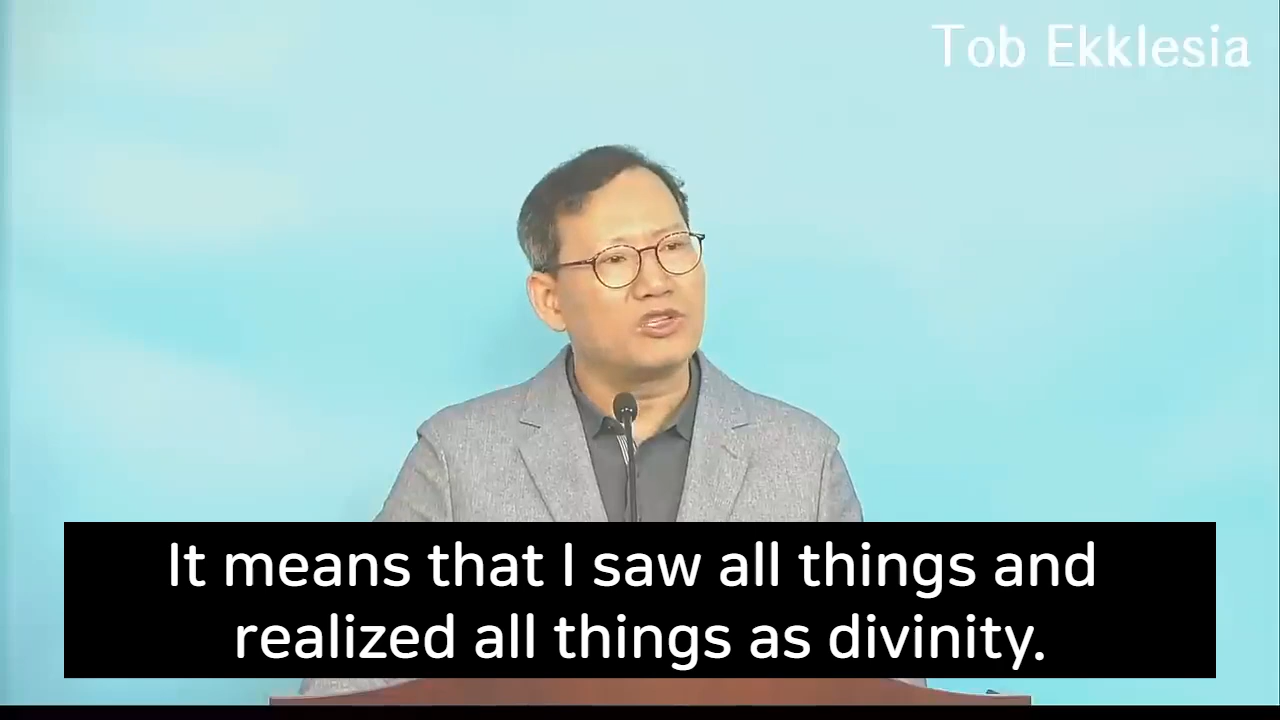 Tob Ekklesia
It means that I saw all things and
realized all things as divinity.